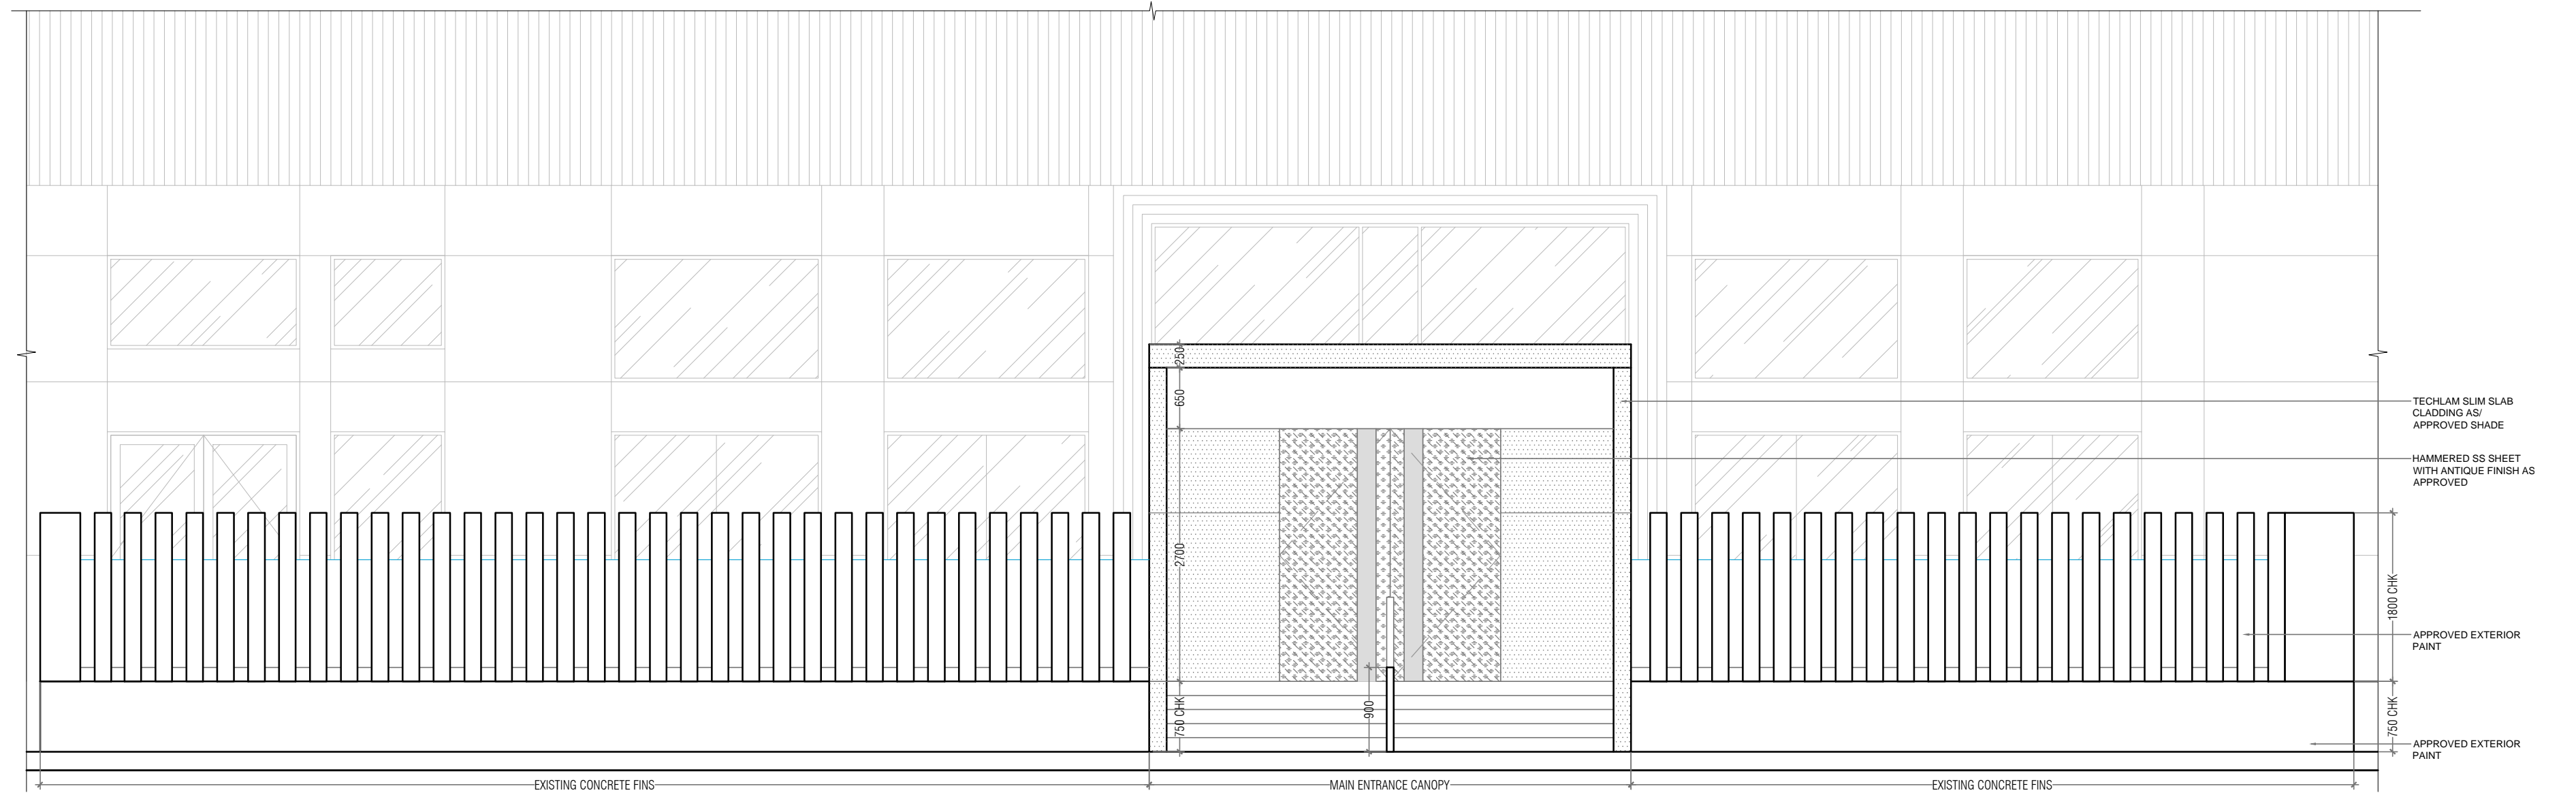 250
650
2700
750 CHK
900
TECHLAM SLIM SLAB
CLADDING AS/
APPROVED SHADE
HAMMERED SS SHEET
WITH ANTIQUE FINISH AS
APPROVED
1800 CHK
APPROVED EXTERIOR
PAINT
750 CHK
APPROVED EXTERIOR
PAINT
EXISTING CONCRETE FINS
MAIN ENTRANCE CANOPY
EXISTING CONCRETE FINS